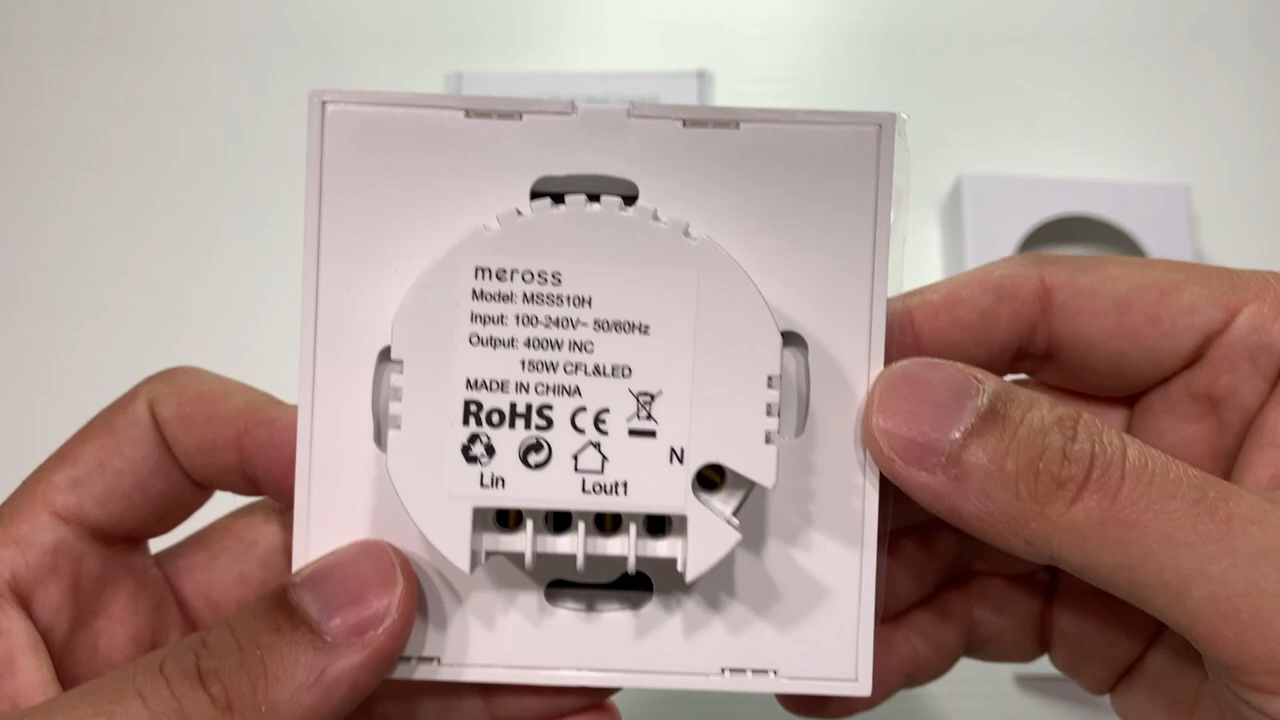 meross
Model: MSS510H
Input: 100-240V~ 50/60Hz
Output: 400W INC
150W CFL&LED
MADE IN CHINA
RoHS CE
N
Lin Lout1